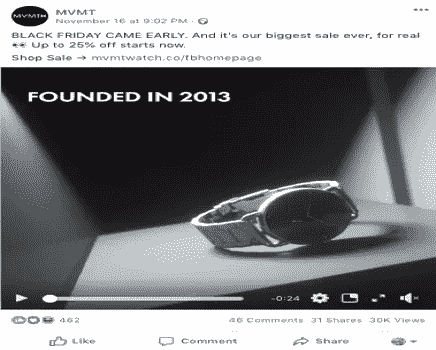 MVMT
MVMT
November 16 at 9:02 PM ·
BLACK FRIDAY CAME EARLY. And it's our biggest sale ever, for real
👀 Up to 25% off starts now.
Shop Sale → mvmtwatch.co/fbhomepage
FOUNDED IN 2013
-0:24
462
46 Comments 31 Shares 30K Views
Like
Comment
Share